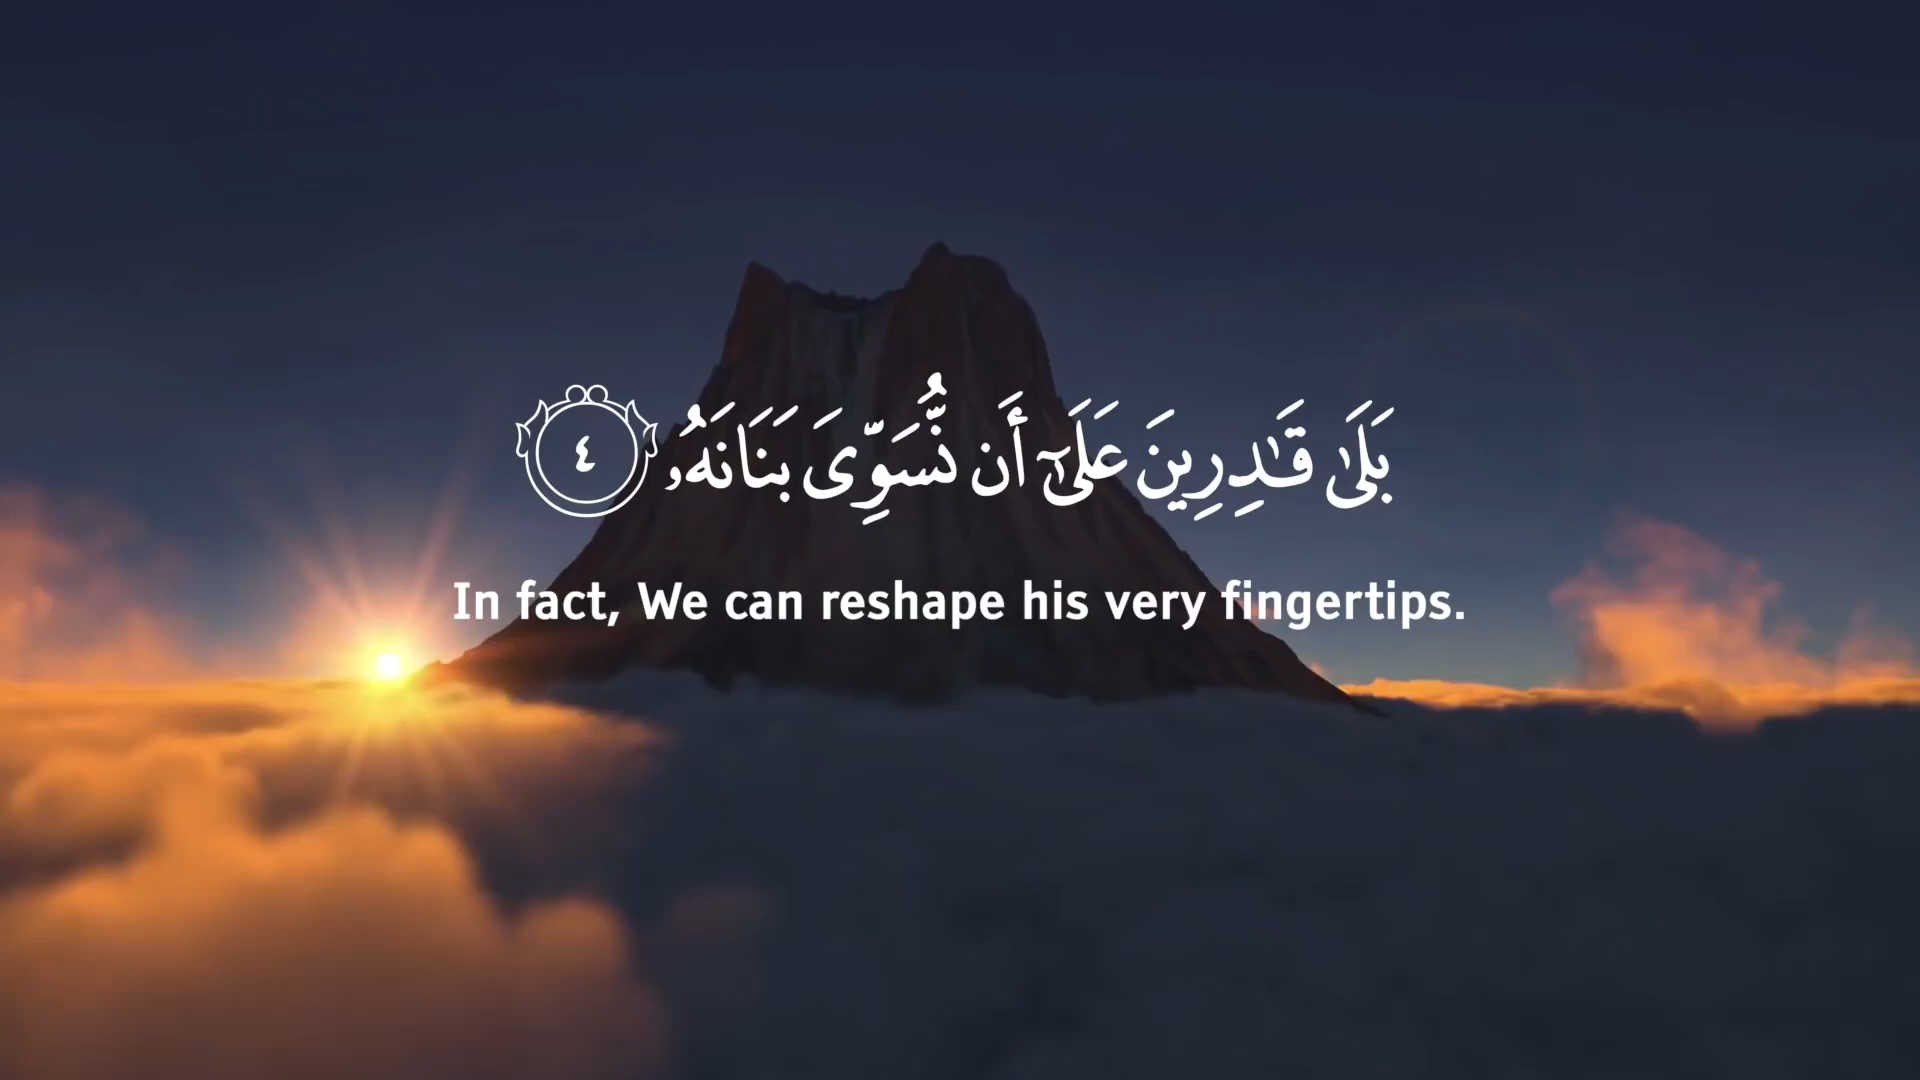 بَلَىٰ قَـٰدِرِينَ عَلَىٰٓ أَن نُّسَوِّىَ بَنَانَهُۥ ٤
In fact, We can reshape his very fingertips.